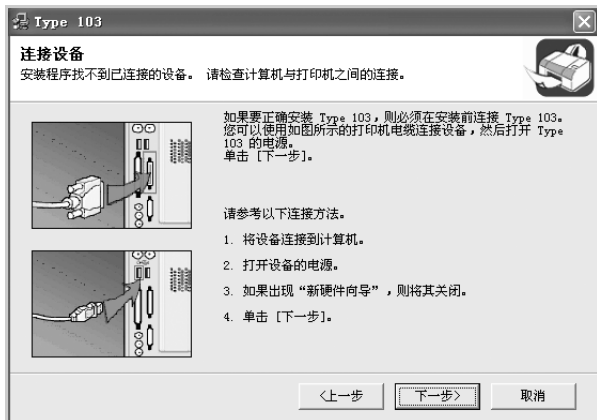 Type 103
连接设备
安装程序找不到已连接的设备。 请检查计算机与打印机之间的连接。
如果要正确安装 Type 103，则必须在安装前连接 Type 103。
您可以使用如图所示的打印机电缆连接设备，然后打开 Type
103 的电源。
单击 [下一步]。
请参考以下连接方法。
1. 将设备连接到计算机。
2. 打开设备的电源。
3. 如果出现“新硬件向导”，则将其关闭。
4. 单击 [下一步]。
<上一步
下一步>
取消